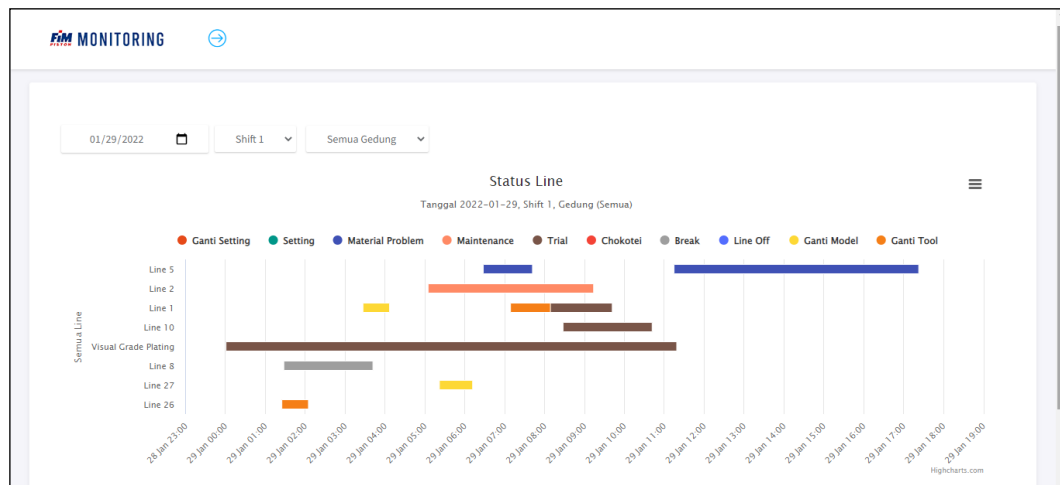 FiM MONITORING
PISTON
01/29/2022 Shift 1 Semua Gedung
Status Line
Tanggal 2022-01-29, Shift 1, Gedung (Semua)
Ganti Setting Setting Material Problem Maintenance Trial Chokotei Break Line Off Ganti Model Ganti Tool
Semua Line
Line 5
Line 2
Line 1
Line 10
Visual Grade Plating
Line 8
Line 27
Line 26
28 Jan 23:00 29 Jan 00:00 29 Jan 01:00 29 Jan 02:00 29 Jan 03:00 29 Jan 04:00 29 Jan 05:00 29 Jan 06:00 29 Jan 07:00 29 Jan 08:00 29 Jan 09:00 29 Jan 10:00 29 Jan 11:00 29 Jan 12:00 29 Jan 13:00 29 Jan 14:00 29 Jan 15:00 29 Jan 16:00 29 Jan 17:00 29 Jan 18:00 29 Jan 19:00
Highcharts.com